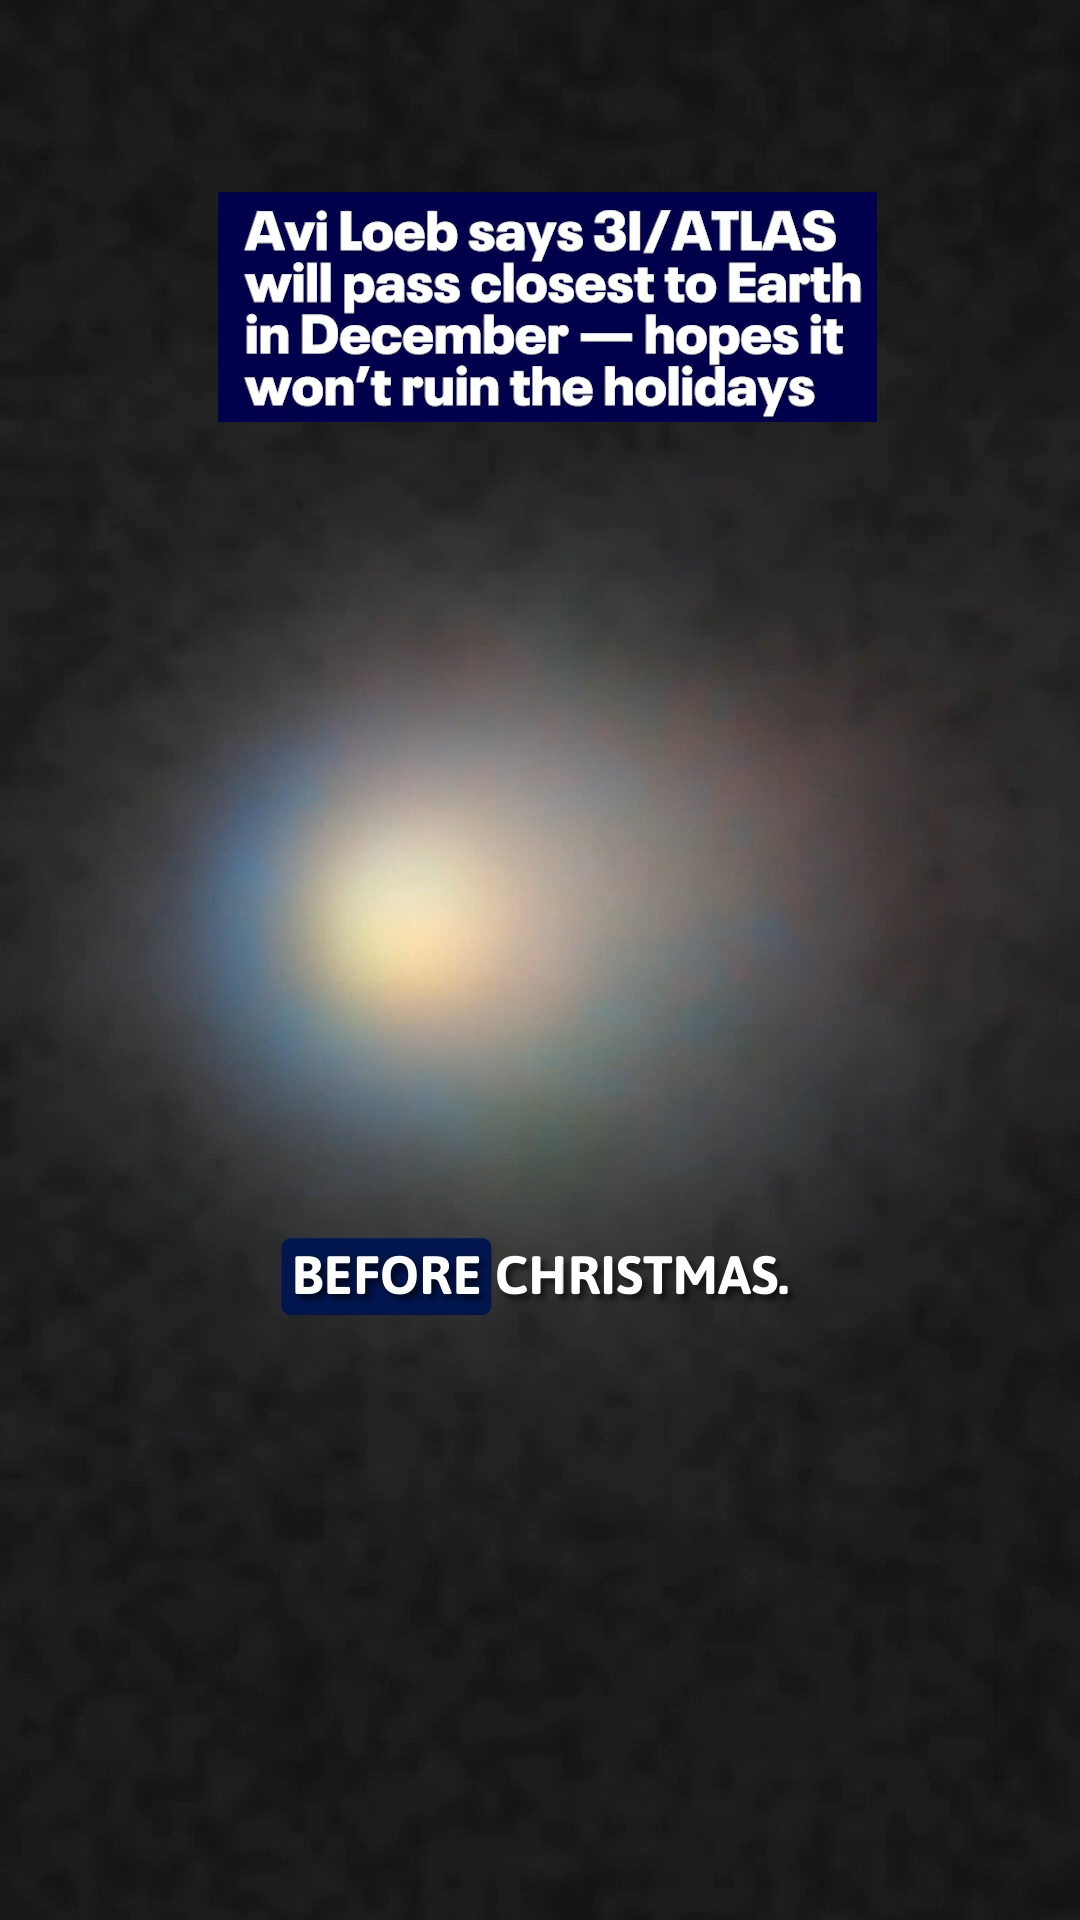 Avi Loeb says 3I/ATLAS
will pass closest to Earth
in December — hopes it
won’t ruin the holidays
BEFORE CHRISTMAS.